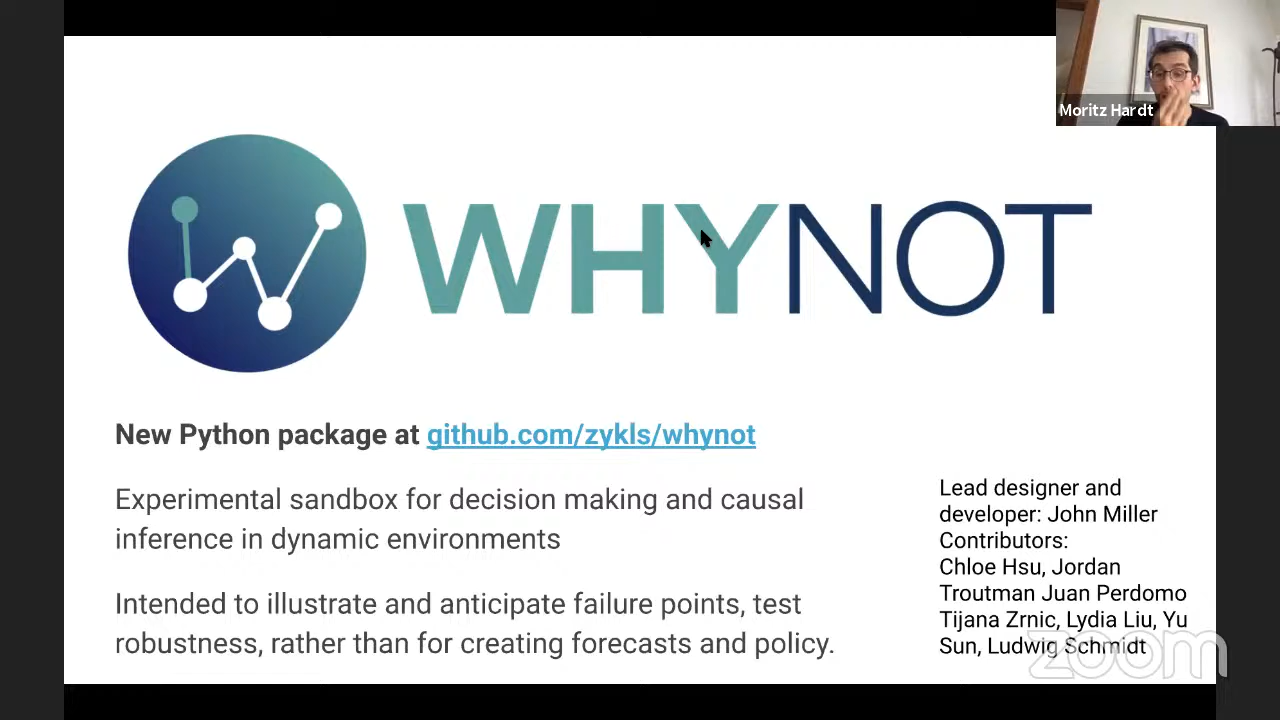 Moritz Hardt
WHYNOT
New Python package at github.com/zykls/whynot
Experimental sandbox for decision making and causal
inference in dynamic environments
Intended to illustrate and anticipate failure points, test
robustness, rather than for creating forecasts and policy.
Lead designer and
developer: John Miller
Contributors:
Chloe Hsu, Jordan
Troutman Juan Perdomo
Tijana Zrnic, Lydia Liu, Yu
Sun, Ludwig Schmidt
zoom